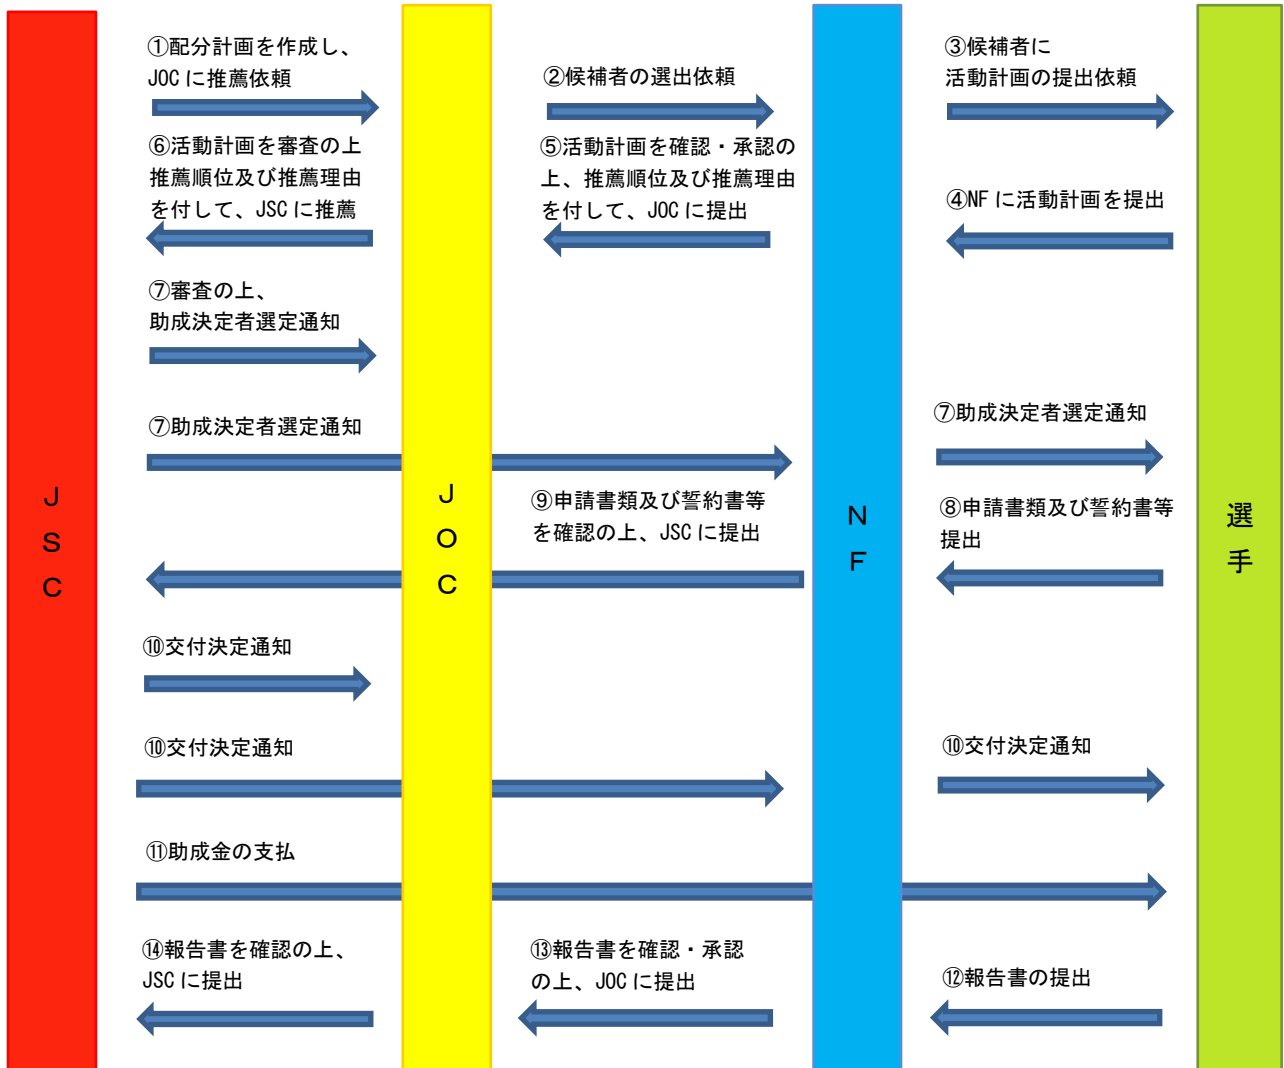 ①配分計画を作成し、
JOCに推薦依頼
②候補者の選出依頼
③候補者に
活動計画の提出依頼
⑥活動計画を審査の上
推薦順位及び推薦理由
を付して、JSCに推薦
⑤活動計画を確認・承認の
上、推薦順位及び推薦理由
を付して、JOCに提出
④NFに活動計画を提出
⑦審査の上、
助成決定者選定通知
⑦助成決定者選定通知
⑦助成決定者選定通知
⑨申請書類及び誓約書等
を確認の上、JSCに提出
⑧申請書類及び誓約書等
提出
JSC
JOC
NF
選手
⑩交付決定通知
⑩交付決定通知
⑩交付決定通知
⑪助成金の支払
⑭報告書を確認の上、
JSCに提出
⑬報告書を確認・承認
の上、JOCに提出
⑫報告書の提出